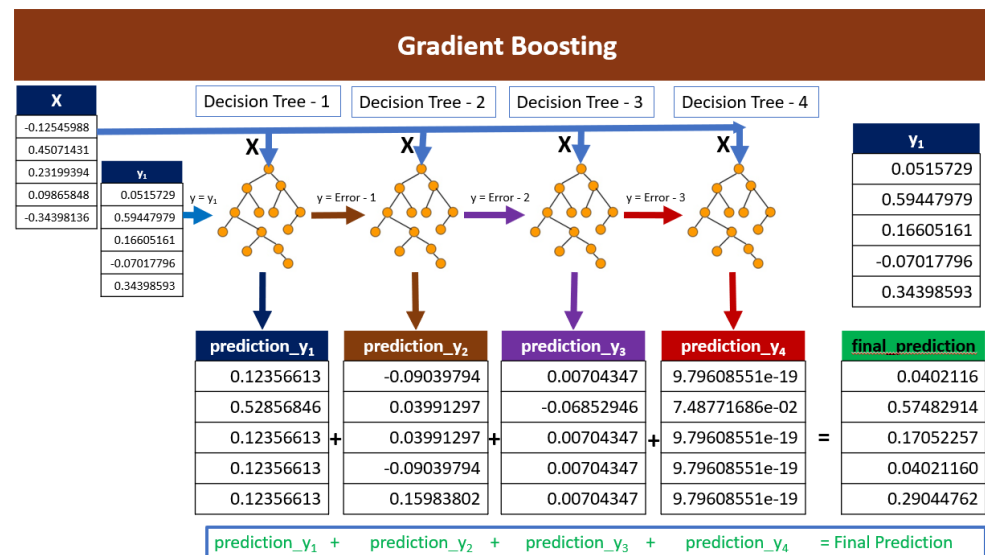 Gradient Boosting
X
-0.12545988
0.45071431
0.23199394
0.09865848
-0.34398136
y₁
0.0515729
0.59447979
0.16605161
-0.07017796
0.34398593
Decision Tree - 1
Decision Tree - 2
Decision Tree - 3
Decision Tree - 4
X
X
X
X
y = y₁
y = Error - 1
y = Error - 2
y = Error - 3
y₁
0.0515729
0.59447979
0.16605161
-0.07017796
0.34398593
prediction_y₁ prediction_y₂ prediction_y₃ prediction_y₄ final_prediction
0.12356613 -0.09039794 0.00704347 9.79608551e-19 0.0402116
0.52856846 0.03991297 -0.06852946 7.48771686e-02 0.57482914
0.12356613 + 0.03991297 + 0.00704347 + 9.79608551e-19 = 0.17052257
0.12356613 -0.09039794 0.00704347 9.79608551e-19 0.04021160
0.12356613 0.15983802 0.00704347 9.79608551e-19 0.29044762
prediction_y₁ + prediction_y₂ + prediction_y₃ + prediction_y₄ = Final Prediction